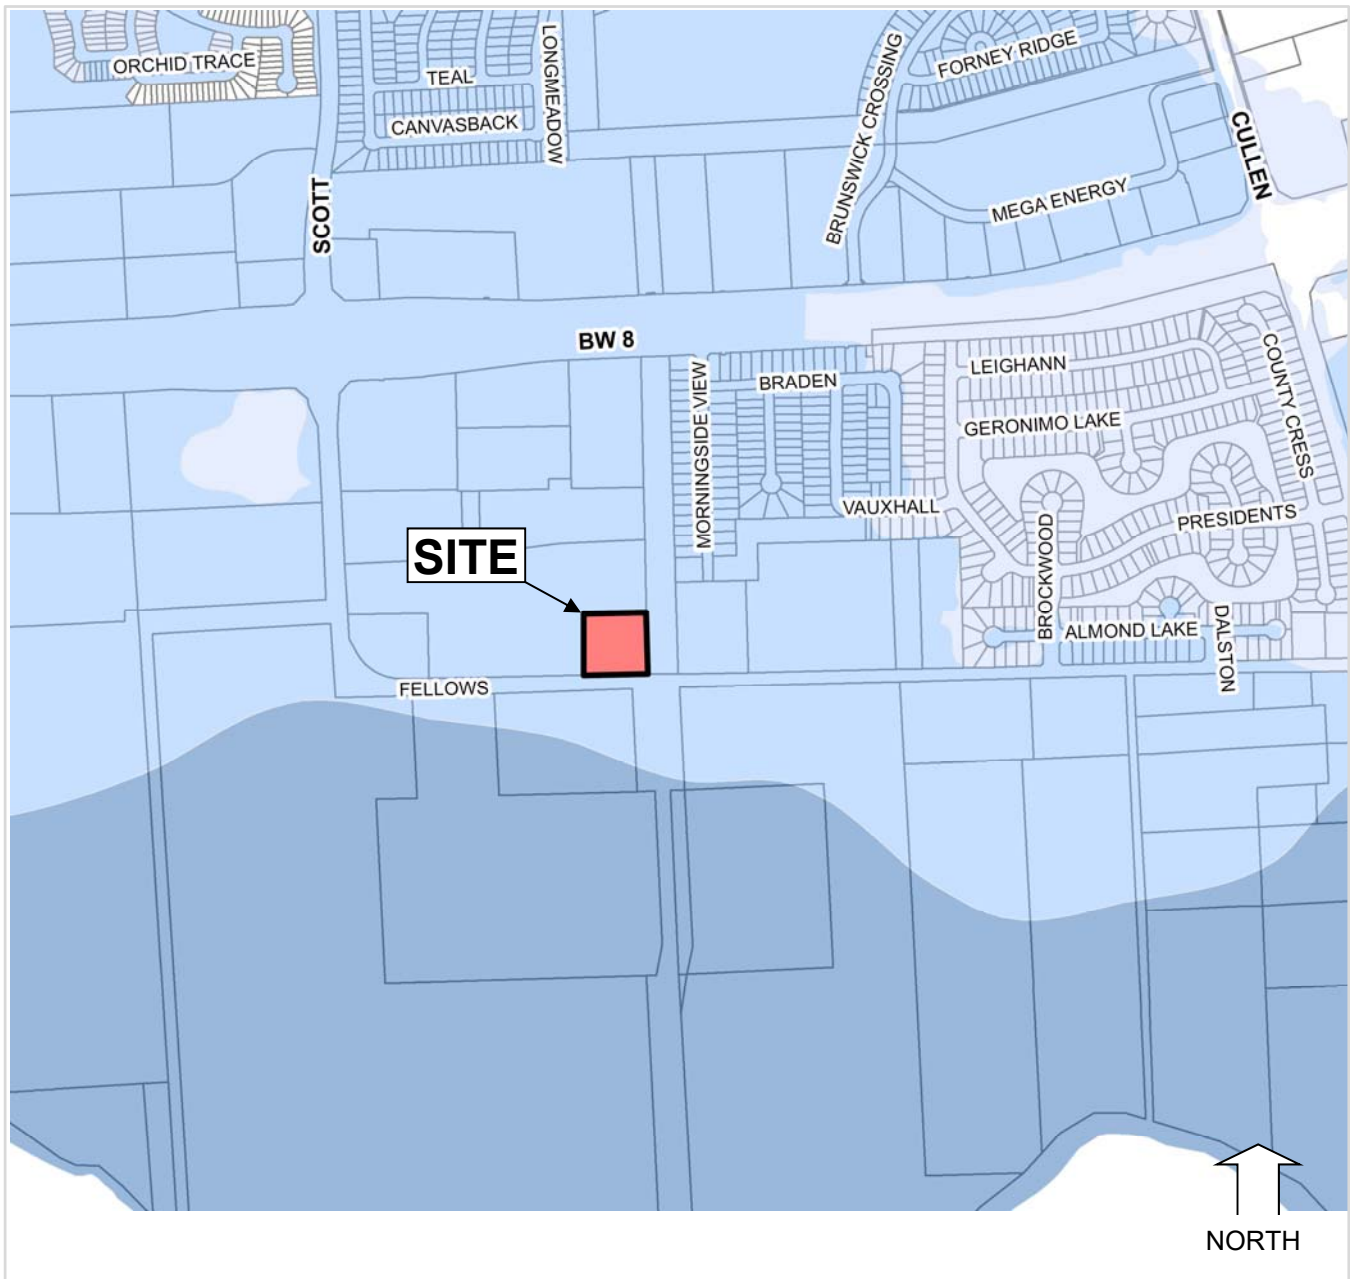 ORCHID TRACE
TEAL
CANVASBACK
LONGMEADOW
BRUNSWICK CROSSING
FORNEY RIDGE
CULLEN
SCOTT
MEGA ENERGY
BW 8
MORNINGSIDE VIEW
BRADEN
LEIGHANN
COUNTY CRESS
GERONIMO LAKE
VAUXHALL
PRESIDENTS
SITE
BROCKWOOD
ALMOND LAKE
DALSTON
FELLOWS
NORTH